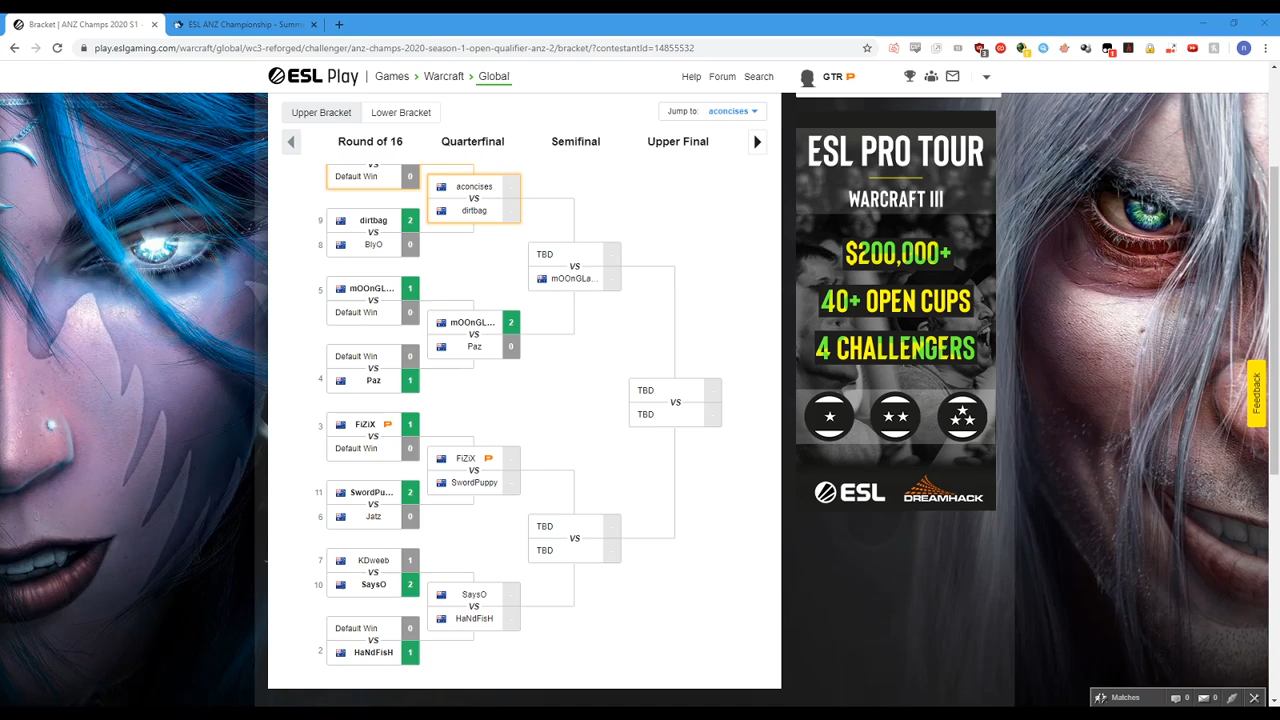 Bracket | ANZ Champs 2020 S1 -
ESL ANZ Championship - Summe
play.eslgaming.com/warcraft/global/wc3-reforged/challenger/anz-champs-2020-season-1-open-qualifier-anz-2/bracket/?contestantId=14855532
ESL Play Games > Warcraft > Global
Help Forum Search
GTR
Upper Bracket Lower Bracket
Jump to: aconcises
Round of 16 Quarterfinal Semifinal Upper Final
VS
Default Win 0
9 dirtbag 2
VS
8 BlyO 0
5 mOOnGL... 1
VS
Default Win 0
Default Win 0
VS
4 Paz 1
3 FiZiX P 1
VS
Default Win 0
11 SwordPu... 2
VS
6 Jatz 0
7 KDweeb 1
VS
10 SaysO 2
Default Win 0
VS
2 HaNdFisH 1
aconcises -
VS
dirtbag -
mOOnGL... 2
VS
Paz 0
FiZiX P -
VS
SwordPuppy -
SaysO -
VS
HaNdFisH -
TBD -
VS
mOOnGLa... -
TBD -
VS
TBD -
TBD -
VS
TBD -
ESL PRO TOUR
WARCRAFT III
$200,000+
40+ OPEN CUPS
4 CHALLENGERS
ESL DREAMHACK
Feedback
Matches 0 0